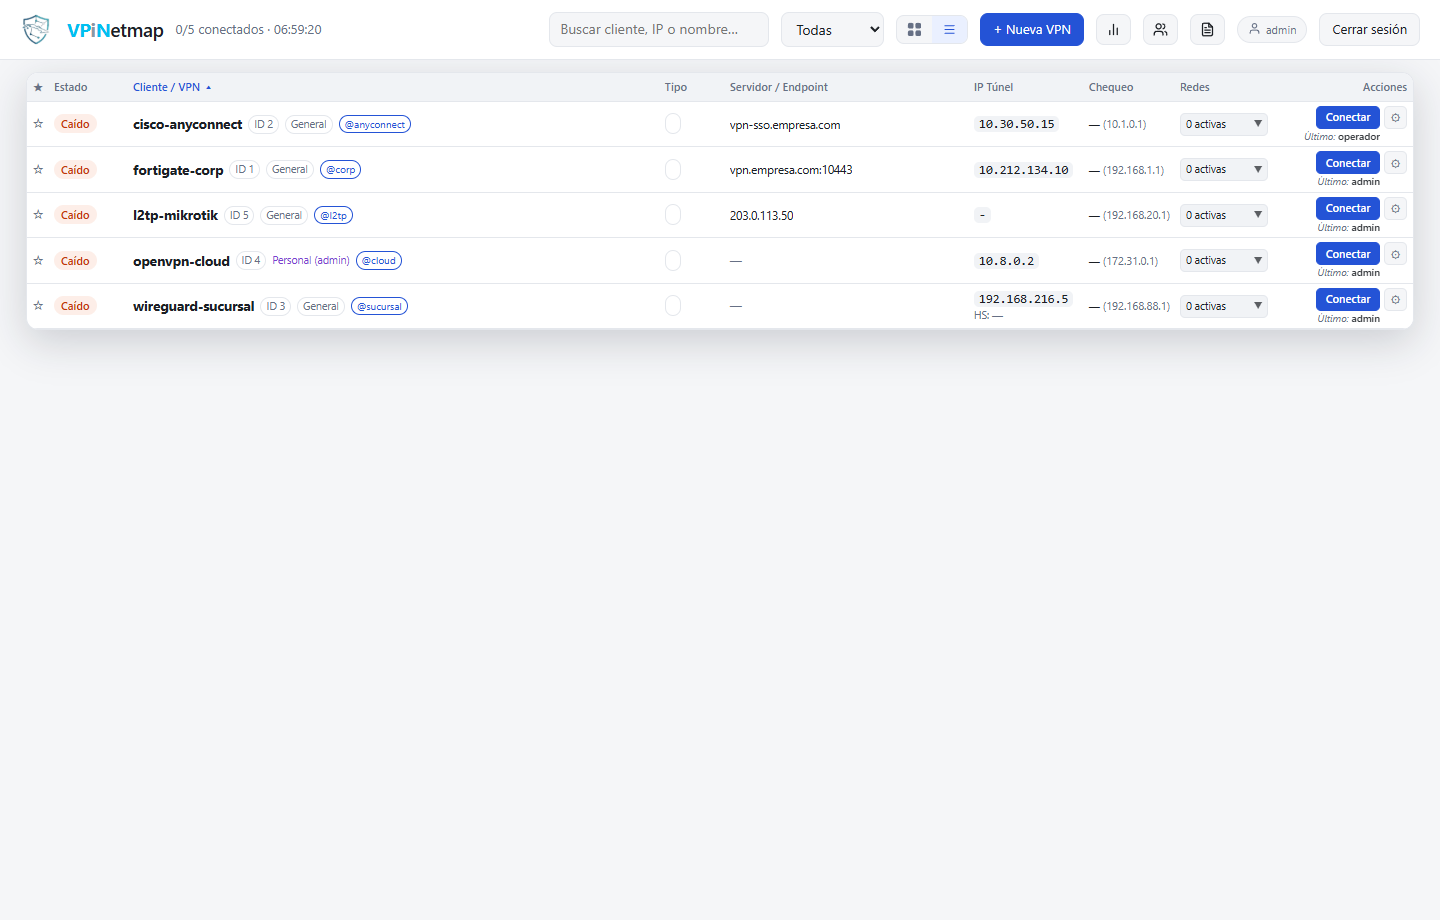 VPiNetmap 0/5 conectados · 06:59:20 Buscar cliente, IP o nombre... Todas + Nueva VPN admin Cerrar sesión
★ Estado Cliente / VPN ▲ Tipo Servidor / Endpoint IP Túnel Chequeo Redes Acciones
☆ Caído cisco-anyconnect ID 2 General @anyconnect vpn-sso.empresa.com 10.30.50.15 — (10.1.0.1) 0 activas ▼ Conectar
Último: operador
☆ Caído fortigate-corp ID 1 General @corp vpn.empresa.com:10443 10.212.134.10 — (192.168.1.1) 0 activas ▼ Conectar
Último: admin
☆ Caído l2tp-mikrotik ID 5 General @l2tp 203.0.113.50 - — (192.168.20.1) 0 activas ▼ Conectar
Último: admin
☆ Caído openvpn-cloud ID 4 Personal (admin) @cloud — 10.8.0.2 — (172.31.0.1) 0 activas ▼ Conectar
Último: admin
☆ Caído wireguard-sucursal ID 3 General @sucursal — 192.168.216.5 — (192.168.88.1) 0 activas ▼ Conectar
HS: — Último: admin